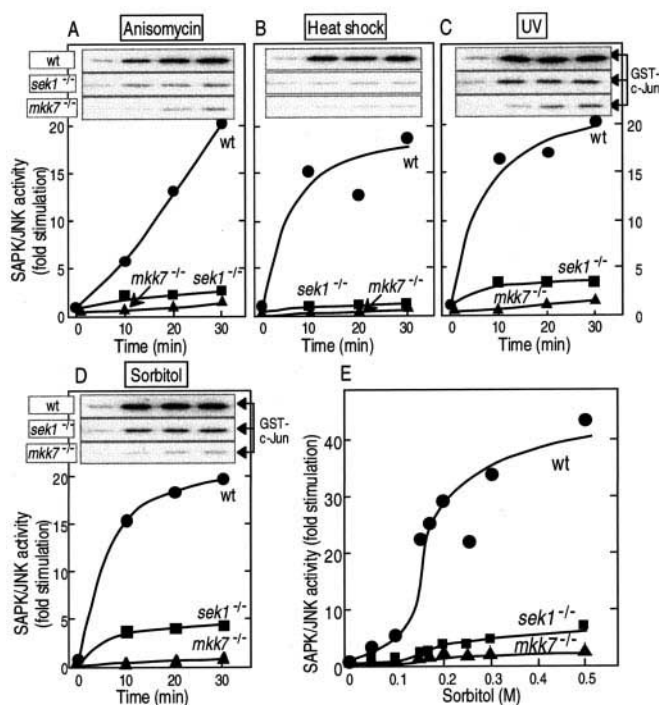 A Anisomycin
wt
sek1 -/-
mkk7 -/-
SAPK/JNK activity
(fold stimulation)
20
15
10
5
0
wt
mkk7 -/-
sek1 -/-
0 10 20 30
Time (min)
B Heat shock
wt
sek1 -/-
mkk7 -/-
0 10 20 30
Time (min)
C UV
GST-
c-Jun
wt
sek1 -/-
mkk7 -/-
20
15
10
5
0
0 10 20 30
Time (min)
D Sorbitol
wt
sek1 -/-
mkk7 -/-
GST-
c-Jun
SAPK/JNK activity
(fold stimulation)
20
15
10
5
0
wt
sek1 -/-
mkk7 -/-
0 10 20 30
Time (min)
E
SAPK/JNK activity (fold stimulation)
40
30
20
10
0
wt
sek1 -/-
mkk7 -/-
0 0.1 0.2 0.3 0.4 0.5
Sorbitol (M)